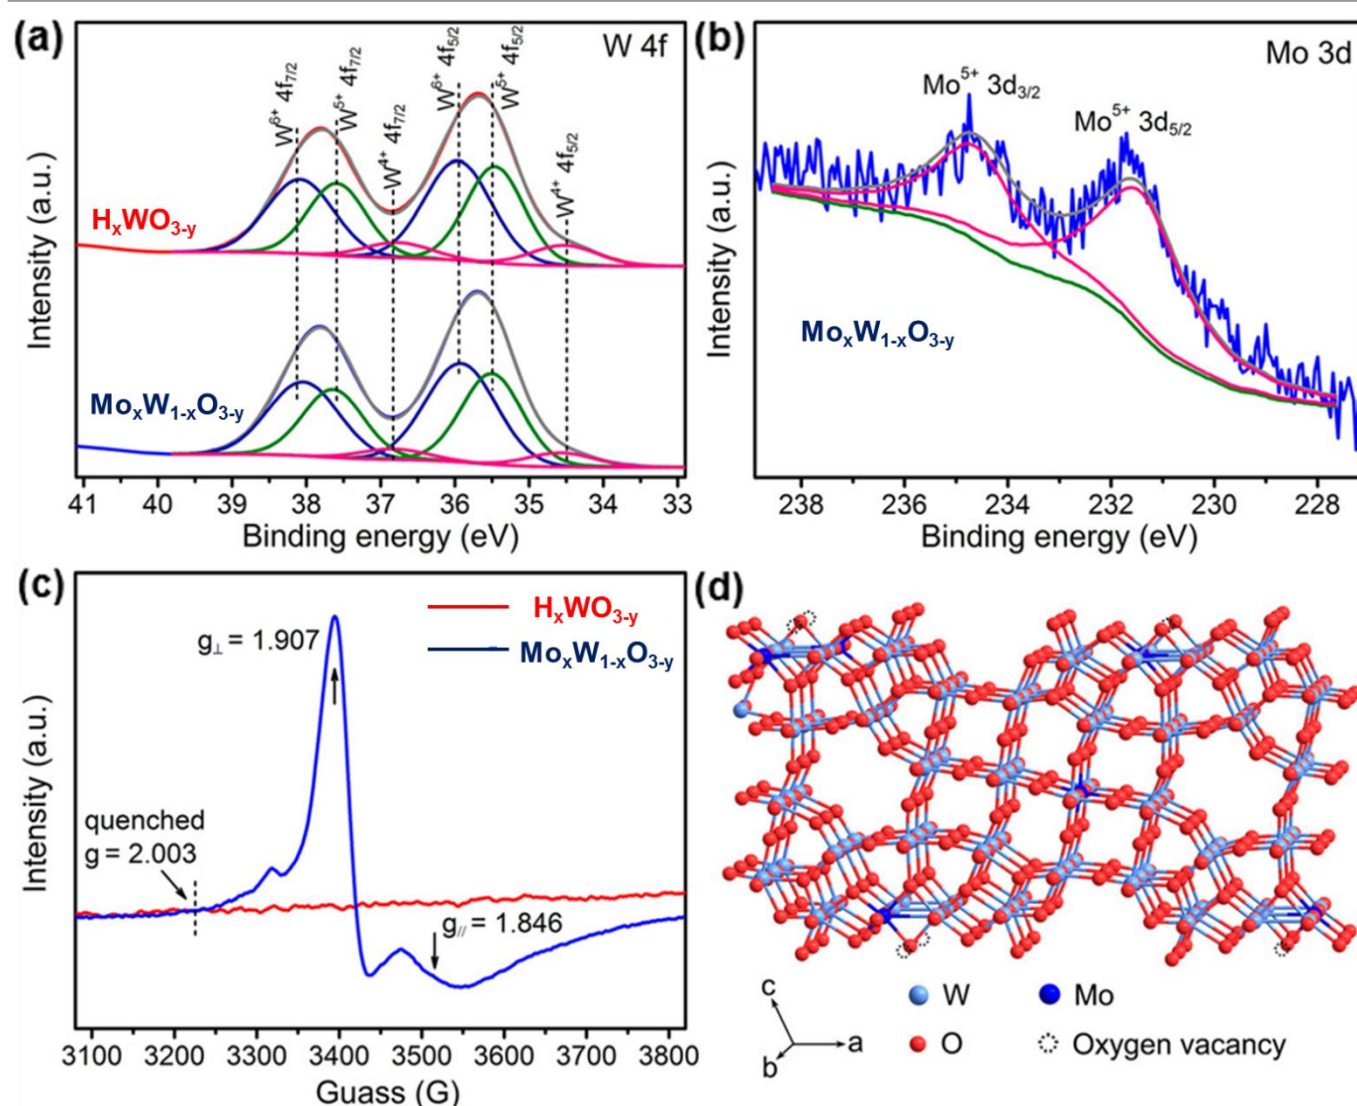 (a)
W 4f
W⁶⁺ 4f₇/₂
W⁵⁺ 4f₇/₂
W⁴⁺ 4f₇/₂
W⁶⁺ 4f₅/₂
W⁵⁺ 4f₅/₂
W⁴⁺ 4f₅/₂
HₓWO₃₋ᵧ
MoₓW₁₋ₓO₃₋ᵧ
Intensity (a.u.)
41 40 39 38 37 36 35 34 33
Binding energy (eV)
(b)
Mo 3d
Mo⁵⁺ 3d₃/₂
Mo⁵⁺ 3d₅/₂
MoₓW₁₋ₓO₃₋ᵧ
Intensity (a.u.)
238 236 234 232 230 228
Binding energy (eV)
(c)
HₓWO₃₋ᵧ
MoₓW₁₋ₓO₃₋ᵧ
g⊥ = 1.907
quenched
g = 2.003
g// = 1.846
Intensity (a.u.)
3100 3200 3300 3400 3500 3600 3700 3800
Guass (G)
(d)
c
a
b
W
Mo
O
Oxygen vacancy